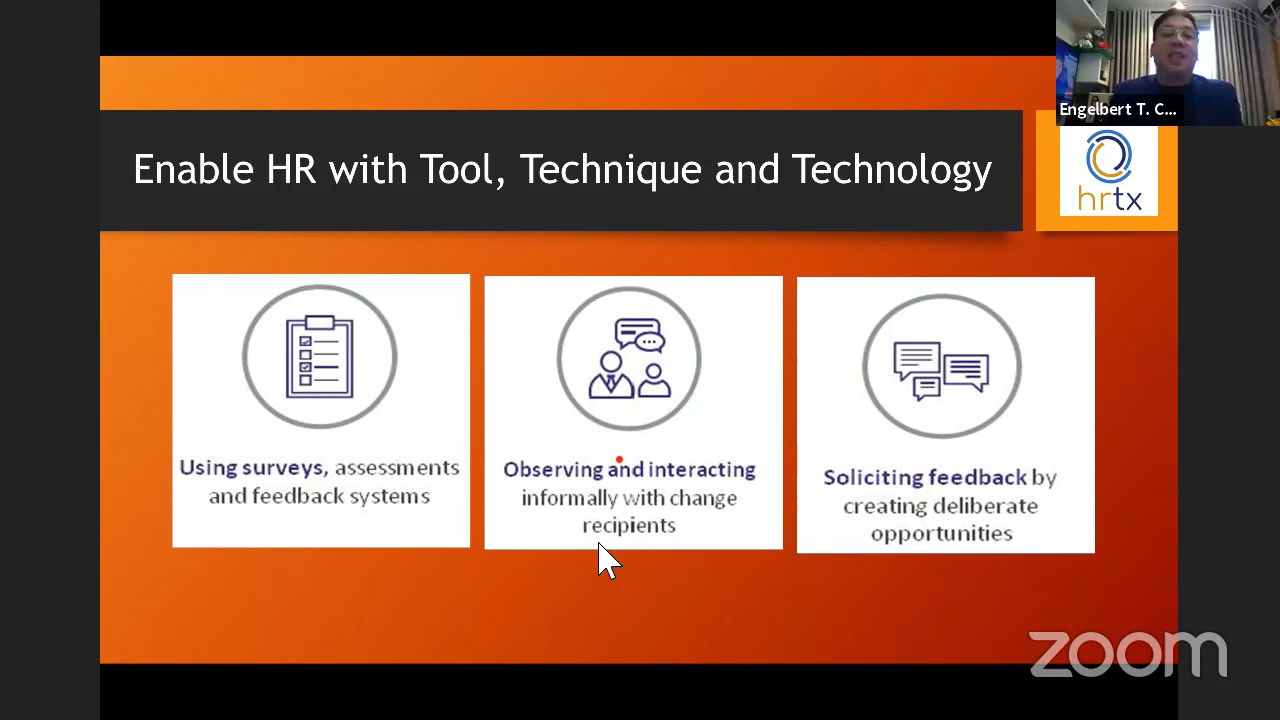 Engelbert T. C...
Enable HR with Tool, Technique and Technology
hrtx
Using surveys, assessments
and feedback systems
Observing and interacting
informally with change
recipients
Soliciting feedback by
creating deliberate
opportunities
zoom